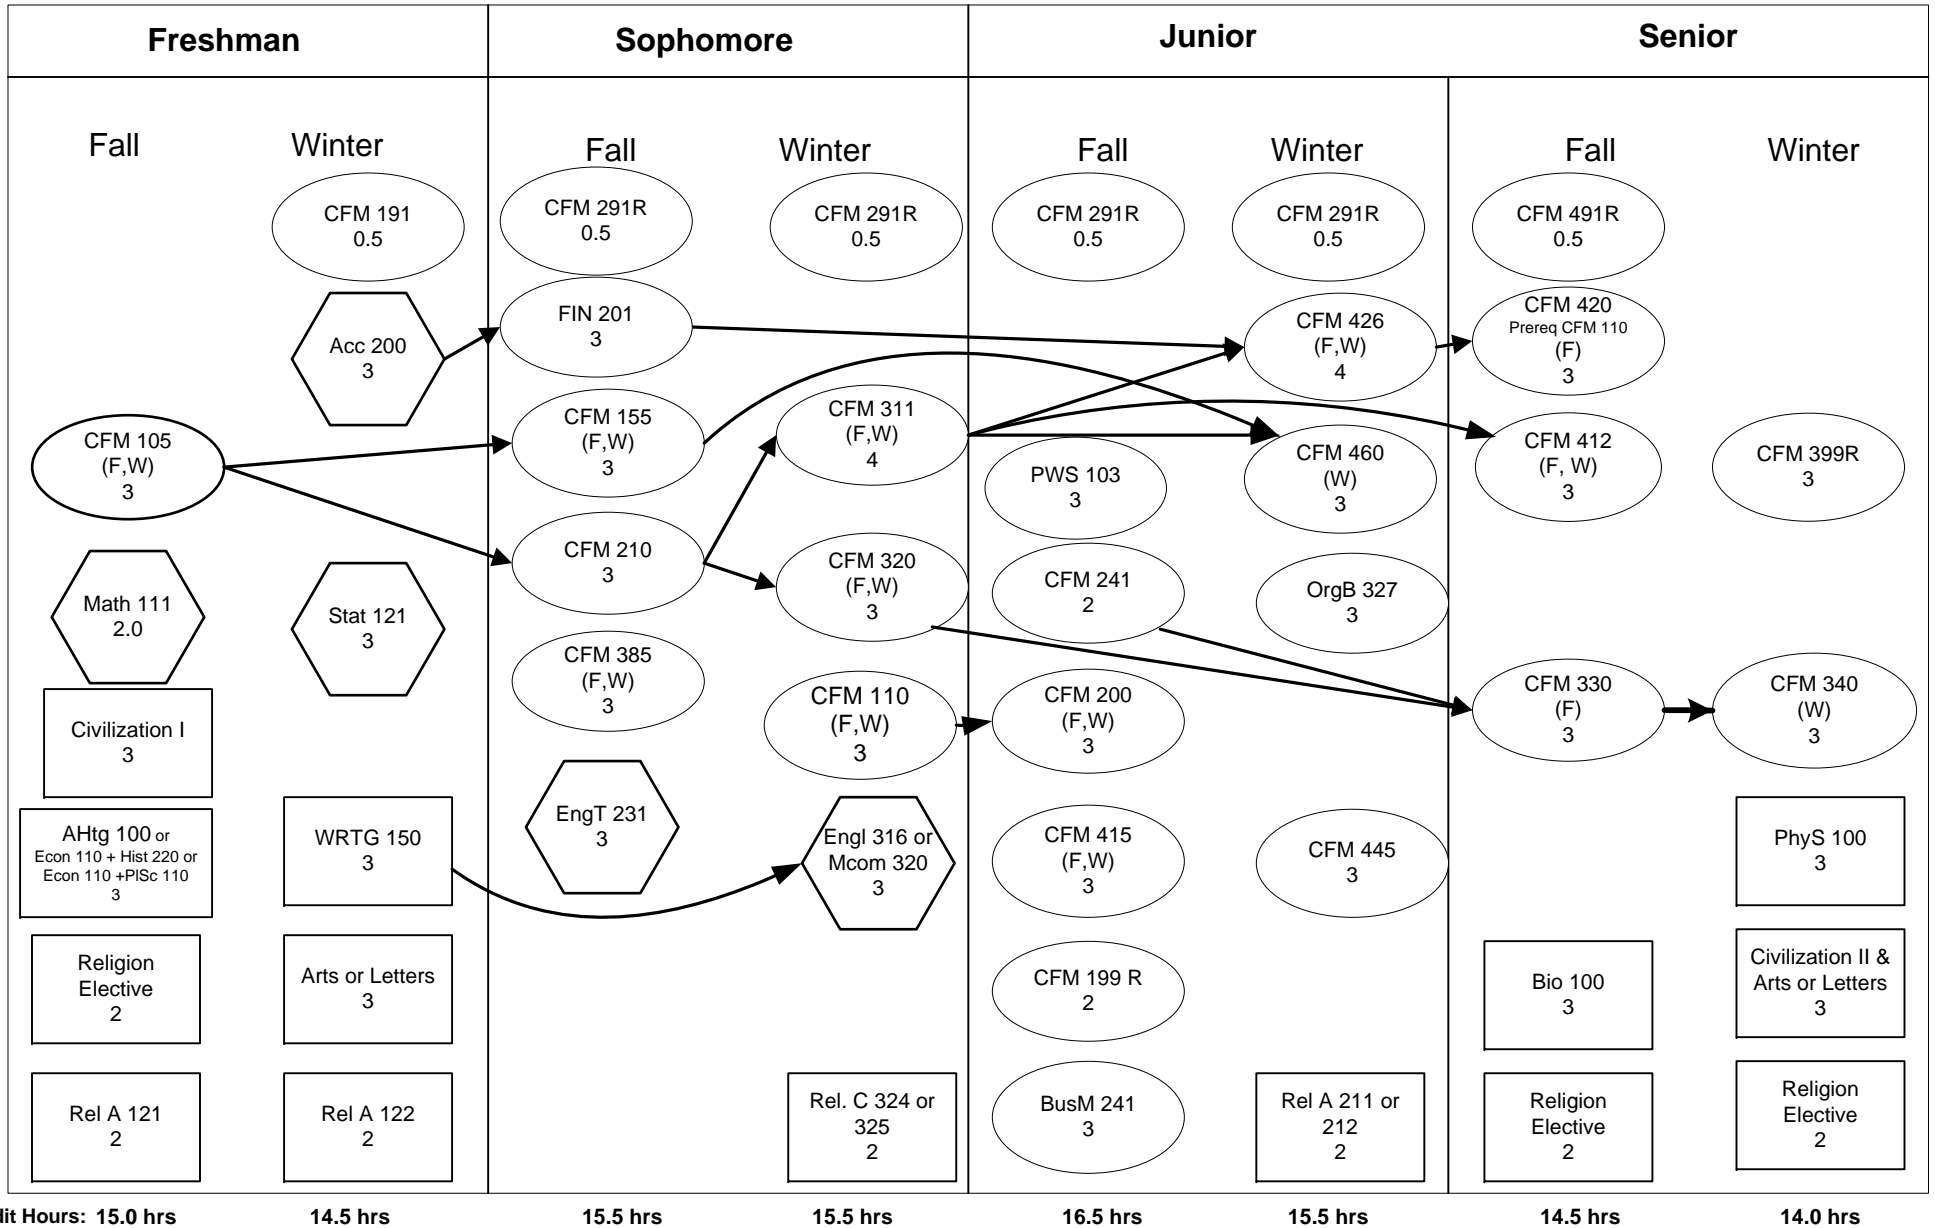 Freshman
Sophomore
Junior
Senior
Fall
Winter
Fall
Winter
Fall
Winter
Fall
Winter
CFM 105
(F,W)
3
Math 111
2.0
Civilization I
3
AHtg 100 or
Econ 110 + Hist 220 or
Econ 110 +PlSc 110
3
Religion
Elective
2
Rel A 121
2
CFM 191
0.5
Acc 200
3
Stat 121
3
WRTG 150
3
Arts or Letters
3
Rel A 122
2
CFM 291R
0.5
FIN 201
3
CFM 155
(F,W)
3
CFM 210
3
CFM 385
(F,W)
3
EngT 231
3
CFM 291R
0.5
CFM 311
(F,W)
4
CFM 320
(F,W)
3
CFM 110
(F,W)
3
Engl 316 or
Mcom 320
3
Rel. C 324 or
325
2
CFM 291R
0.5
PWS 103
3
CFM 241
2
CFM 200
(F,W)
3
CFM 415
(F,W)
3
CFM 199 R
2
BusM 241
3
CFM 291R
0.5
CFM 426
(F,W)
4
CFM 460
(W)
3
OrgB 327
3
CFM 445
3
Rel A 211 or
212
2
CFM 491R
0.5
CFM 420
Prereq CFM 110
(F)
3
CFM 412
(F, W)
3
CFM 330
(F)
3
Bio 100
3
Religion
Elective
2
CFM 399R
3
CFM 340
(W)
3
PhyS 100
3
Civilization II &
Arts or Letters
3
Religion
Elective
2
dit Hours: 15.0 hrs
14.5 hrs
15.5 hrs
15.5 hrs
16.5 hrs
15.5 hrs
14.5 hrs
14.0 hrs